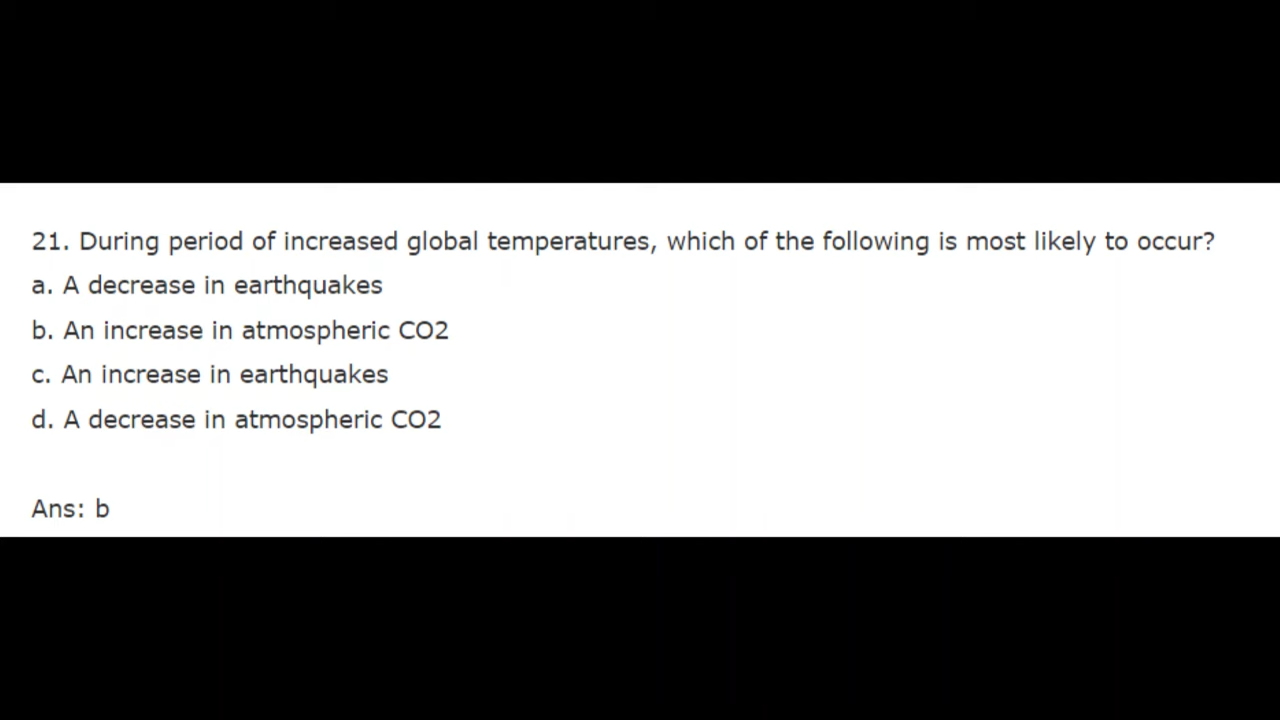 21. During period of increased global temperatures, which of the following is most likely to occur?
a. A decrease in earthquakes
b. An increase in atmospheric CO2
c. An increase in earthquakes
d. A decrease in atmospheric CO2
Ans: b